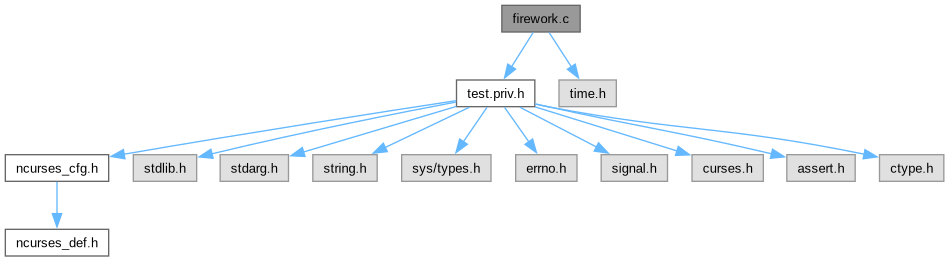 firework.c
test.priv.h
time.h
ncurses_cfg.h
stdlib.h
stdarg.h
string.h
sys/types.h
errno.h
signal.h
curses.h
assert.h
ctype.h
ncurses_def.h